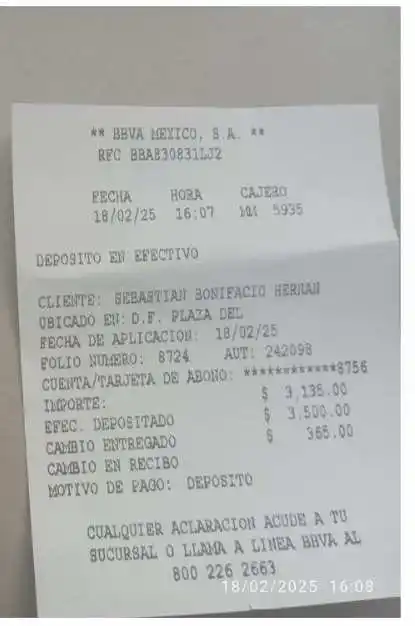 ** BBVA MEXICO, S.A. **
RFC BBA830831LJ2
FECHA HORA CAJERO
18/02/25 16:07 5935
DEPOSITO EN EFECTIVO
CLIENTE: SEBASTIAN BONIFACIO HERNAN
UBICADO EN: D.F. PLAZA DEL
FECHA DE APLICACION: 18/02/25
FOLIO NUMERO: 8724 AUT: 242098
CUENTA/TARJETA DE ABONO: ************8756
IMPORTE: $ 3,135.00
EFEC. DEPOSITADO $ 3,500.00
CAMBIO ENTREGADO $ 365.00
CAMBIO EN RECIBO
MOTIVO DE PAGO: DEPOSITO
CUALQUIER ACLARACION ACUDE A TU
SUCURSAL O LLAMA A LINEA BBVA AL
800 226 2663
18/02/2025 16:08